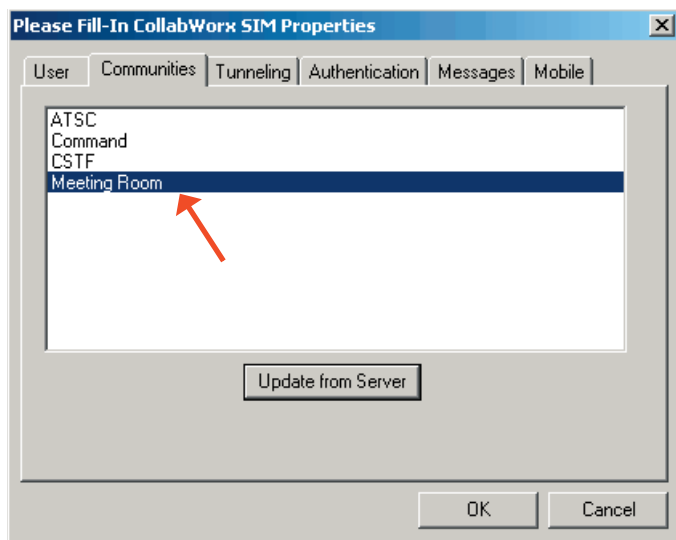 Please Fill-In CollabWorx SIM Properties
User Communities Tunneling Authentication Messages Mobile
ATSC
Command
CSTF
Meeting Room
Update from Server
OK Cancel